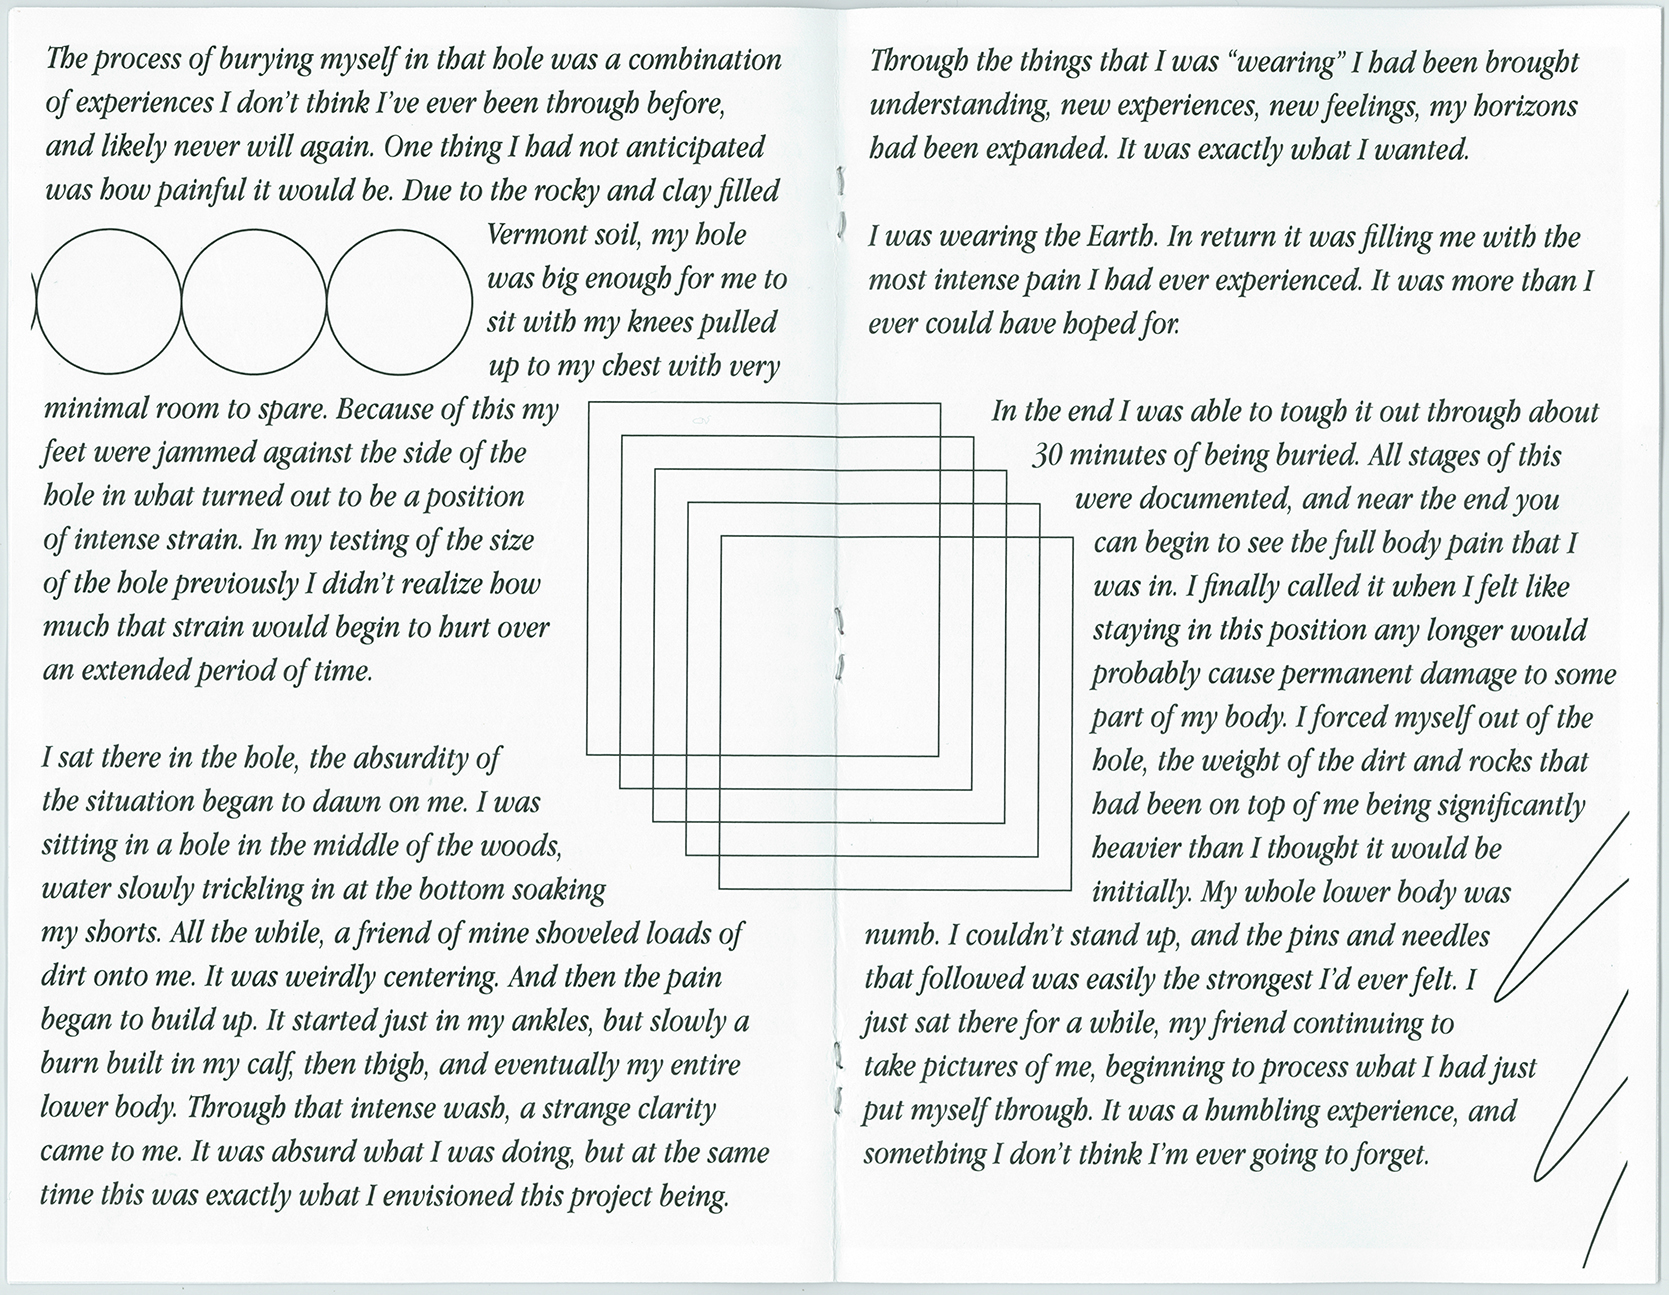 The process of burying myself in that hole was a combination
of experiences I don’t think I’ve ever been through before,
and likely never will again. One thing I had not anticipated
was how painful it would be. Due to the rocky and clay filled
Vermont soil, my hole
was big enough for me to
sit with my knees pulled
up to my chest with very
minimal room to spare. Because of this my
feet were jammed against the side of the
hole in what turned out to be a position
of intense strain. In my testing of the size
of the hole previously I didn’t realize how
much that strain would begin to hurt over
an extended period of time.
I sat there in the hole, the absurdity of
the situation began to dawn on me. I was
sitting in a hole in the middle of the woods,
water slowly trickling in at the bottom soaking
my shorts. All the while, a friend of mine shoveled loads of
dirt onto me. It was weirdly centering. And then the pain
began to build up. It started just in my ankles, but slowly a
burn built in my calf, then thigh, and eventually my entire
lower body. Through that intense wash, a strange clarity
came to me. It was absurd what I was doing, but at the same
time this was exactly what I envisioned this project being.
Through the things that I was “wearing” I had been brought
understanding, new experiences, new feelings, my horizons
had been expanded. It was exactly what I wanted.
I was wearing the Earth. In return it was filling me with the
most intense pain I had ever experienced. It was more than I
ever could have hoped for.
In the end I was able to tough it out through about
30 minutes of being buried. All stages of this
were documented, and near the end you
can begin to see the full body pain that I
was in. I finally called it when I felt like
staying in this position any longer would
probably cause permanent damage to some
part of my body. I forced myself out of the
hole, the weight of the dirt and rocks that
had been on top of me being significantly
heavier than I thought it would be
initially. My whole lower body was
numb. I couldn’t stand up, and the pins and needles
that followed was easily the strongest I’d ever felt. I
just sat there for a while, my friend continuing to
take pictures of me, beginning to process what I had just
put myself through. It was a humbling experience, and
something I don’t think I’m ever going to forget.